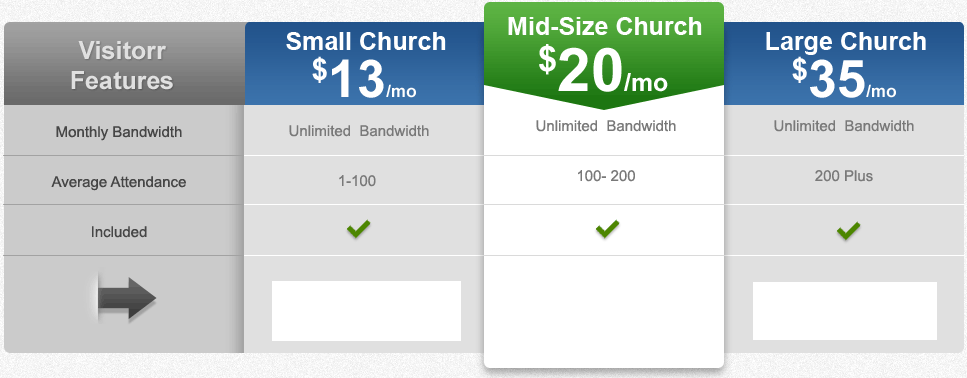 Visitorr
Features
Small Church
$13/mo
Mid-Size Church
$20/mo
Large Church
$35/mo
Monthly Bandwidth
Unlimited Bandwidth
Unlimited Bandwidth
Unlimited Bandwidth
Average Attendance
1-100
100- 200
200 Plus
Included